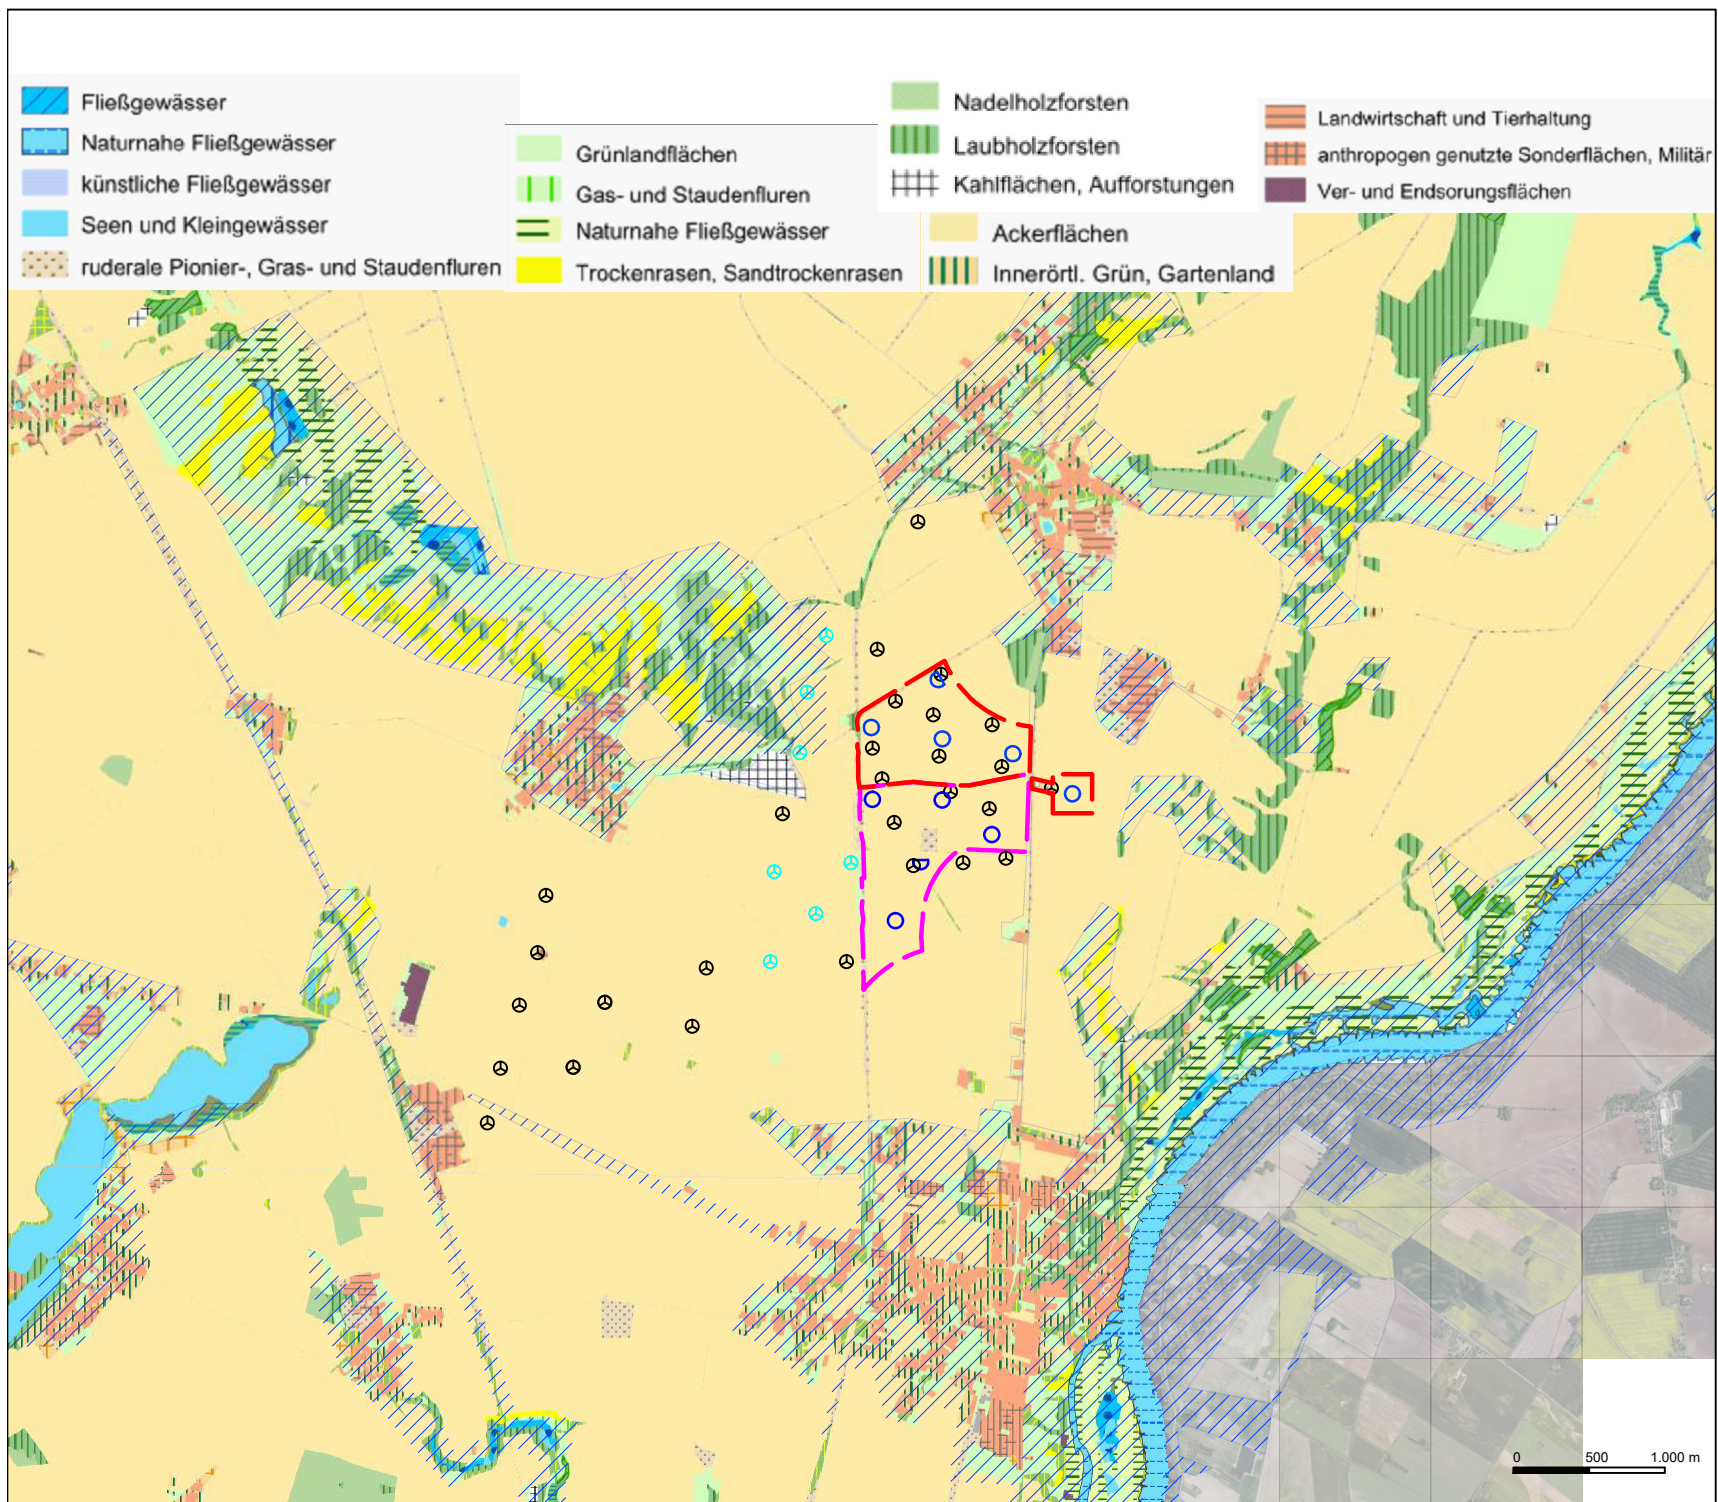 Fließgewässer
Naturnahe Fließgewässer
künstliche Fließgewässer
Seen und Kleingewässer
ruderale Pionier-, Gras- und Staudenfluren
Grünlandflächen
Gas- und Staudenfluren
Naturnahe Fließgewässer
Trockenrasen, Sandtrockenrasen
Nadelholzforsten
Laubholzforsten
Kahlflächen, Aufforstungen
Ackerflächen
Innerörtl. Grün, Gartenland
Landwirtschaft und Tierhaltung
anthropogen genutzte Sonderflächen, Militär
Ver- und Endsorungsflächen
0 500 1.000 m